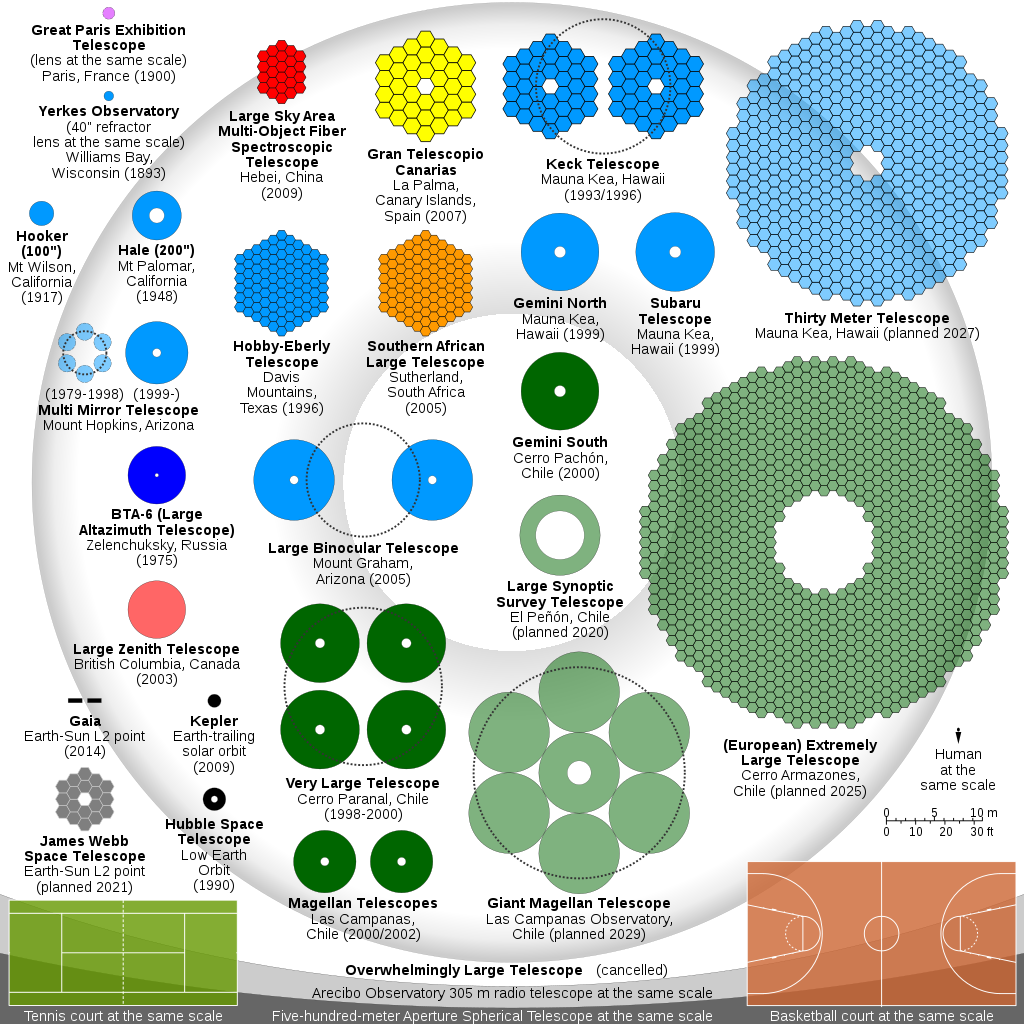 Great Paris Exhibition
Telescope
(lens at the same scale)
Paris, France (1900)
Yerkes Observatory
(40" refractor
lens at the same scale)
Williams Bay,
Wisconsin (1893)
Hooker
(100")
Mt Wilson,
California
(1917)
Hale (200")
Mt Palomar,
California
(1948)
(1979-1998) (1999-)
Multi Mirror Telescope
Mount Hopkins, Arizona
BTA-6 (Large
Altazimuth Telescope)
Zelenchuksky, Russia
(1975)
Large Zenith Telescope
British Columbia, Canada
(2003)
Gaia
Earth-Sun L2 point
(2014)
Kepler
Earth-trailing
solar orbit
(2009)
James Webb
Space Telescope
Earth-Sun L2 point
(planned 2021)
Hubble Space
Telescope
Low Earth
Orbit
(1990)
Large Sky Area
Multi-Object Fiber
Spectroscopic
Telescope
Hebei, China
(2009)
Gran Telescopio
Canarias
La Palma,
Canary Islands,
Spain (2007)
Keck Telescope
Mauna Kea, Hawaii
(1993/1996)
Hobby-Eberly
Telescope
Davis
Mountains,
Texas (1996)
Southern African
Large Telescope
Sutherland,
South Africa
(2005)
Gemini North
Mauna Kea,
Hawaii (1999)
Subaru
Telescope
Mauna Kea,
Hawaii (1999)
Thirty Meter Telescope
Mauna Kea, Hawaii (planned 2027)
Gemini South
Cerro Pachón,
Chile (2000)
Large Binocular Telescope
Mount Graham,
Arizona (2005)
Large Synoptic
Survey Telescope
El Peñón, Chile
(planned 2020)
Very Large Telescope
Cerro Paranal, Chile
(1998-2000)
Magellan Telescopes
Las Campanas,
Chile (2000/2002)
Giant Magellan Telescope
Las Campanas Observatory,
Chile (planned 2029)
(European) Extremely
Large Telescope
Cerro Armazones,
Chile (planned 2025)
Human
at the
same scale
0 5 10 m
0 10 20 30 ft
Overwhelmingly Large Telescope (cancelled)
Arecibo Observatory 305 m radio telescope at the same scale
Tennis court at the same scale
Five-hundred-meter Aperture Spherical Telescope at the same scale
Basketball court at the same scale